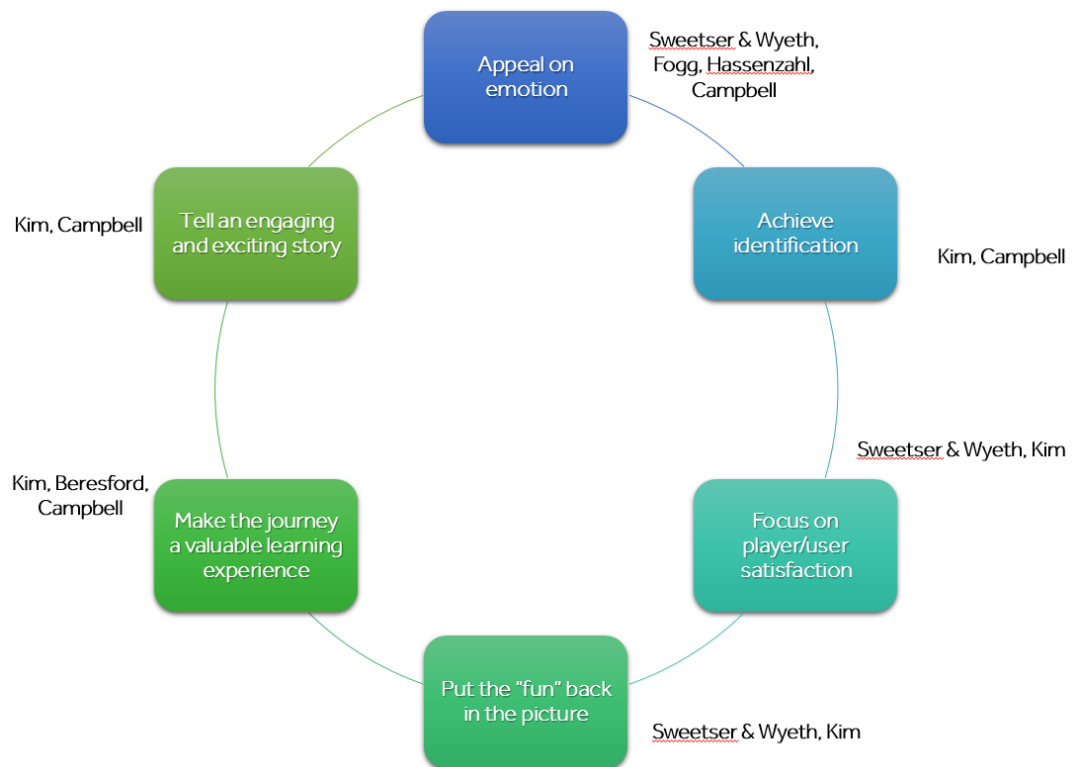 Appeal on
emotion
Sweetser & Wyeth,
Fogg, Hassenzahl,
Campbell
Achieve
identification
Kim, Campbell
Sweetser & Wyeth, Kim
Focus on
player/user
satisfaction
Put the "fun" back
in the picture
Sweetser & Wyeth, Kim
Make the journey
a valuable learning
experience
Kim, Beresford,
Campbell
Tell an engaging
and exciting story
Kim, Campbell